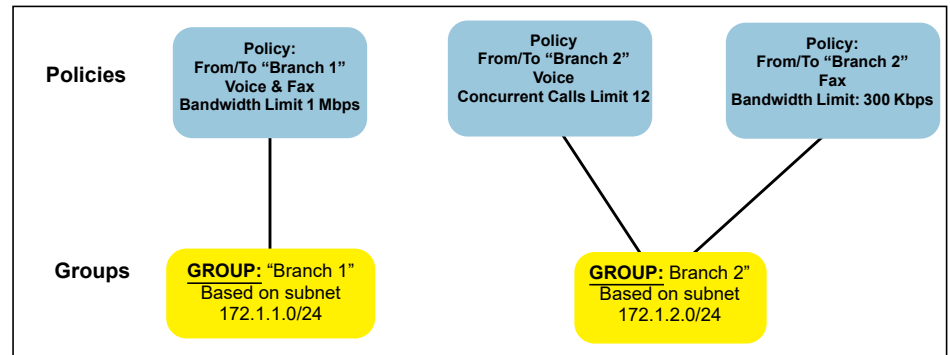 Policies
Policy:
From/To “Branch 1”
Voice & Fax
Bandwidth Limit 1 Mbps
Policy
From/To “Branch 2”
Voice
Concurrent Calls Limit 12
Policy:
From/To “Branch 2”
Fax
Bandwidth Limit: 300 Kbps
Groups
GROUP: “Branch 1”
Based on subnet
172.1.1.0/24
GROUP: Branch 2”
Based on subnet
172.1.2.0/24